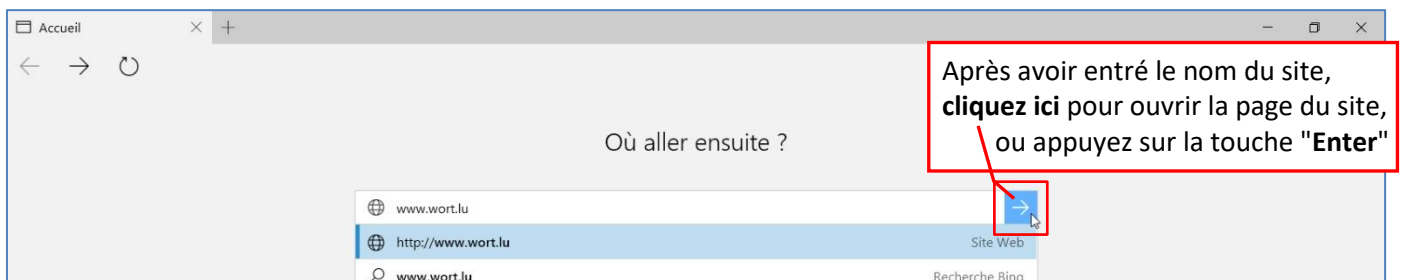 Accueil
Après avoir entré le nom du site,
cliquez ici pour ouvrir la page du site,
ou appuyez sur la touche "Enter"
Où aller ensuite ?
www.wort.lu
http://www.wort.lu Site Web
www.wort.lu Recherche Bing